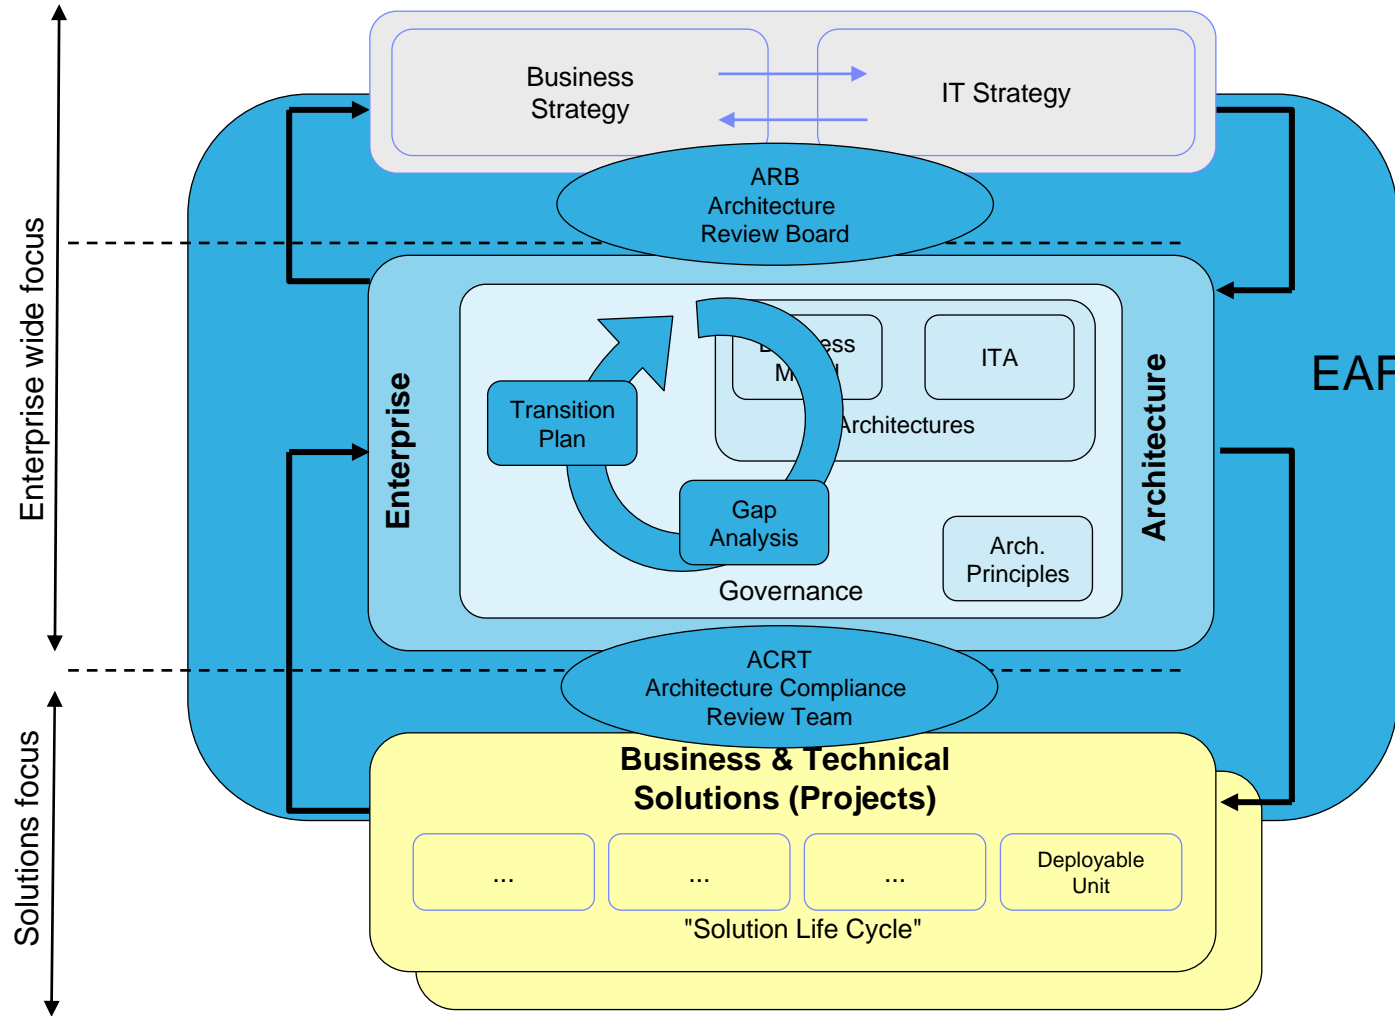 Business
Strategy
IT Strategy
ARB
Architecture
Review Board
Enterprise wide focus
Enterprise
Architecture
EAF
ITA
Architectures
Transition
Plan
Gap
Analysis
Arch.
Principles
Governance
ACRT
Architecture Compliance
Review Team
Solutions focus
Business & Technical
Solutions (Projects)
...
...
...
Deployable
Unit
"Solution Life Cycle"